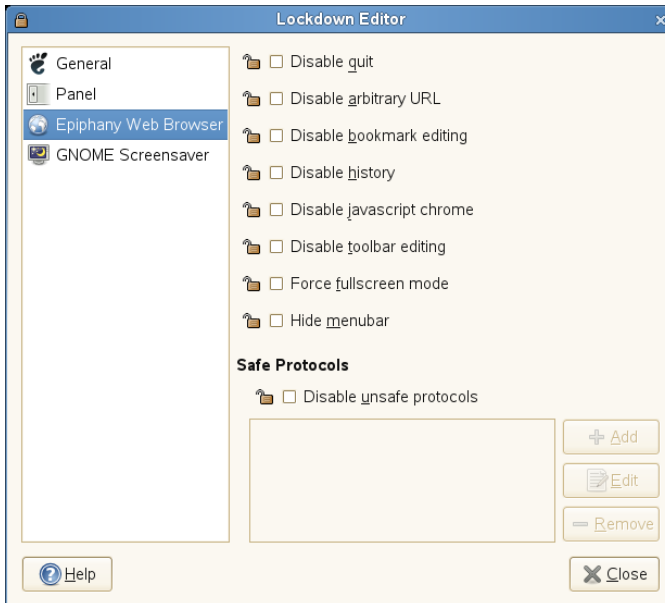 Lockdown Editor
General
Panel
Epiphany Web Browser
GNOME Screensaver
Disable quit
Disable arbitrary URL
Disable bookmark editing
Disable history
Disable javascript chrome
Disable toolbar editing
Force fullscreen mode
Hide menubar
Safe Protocols
Disable unsafe protocols
Add
Edit
Remove
Help
Close